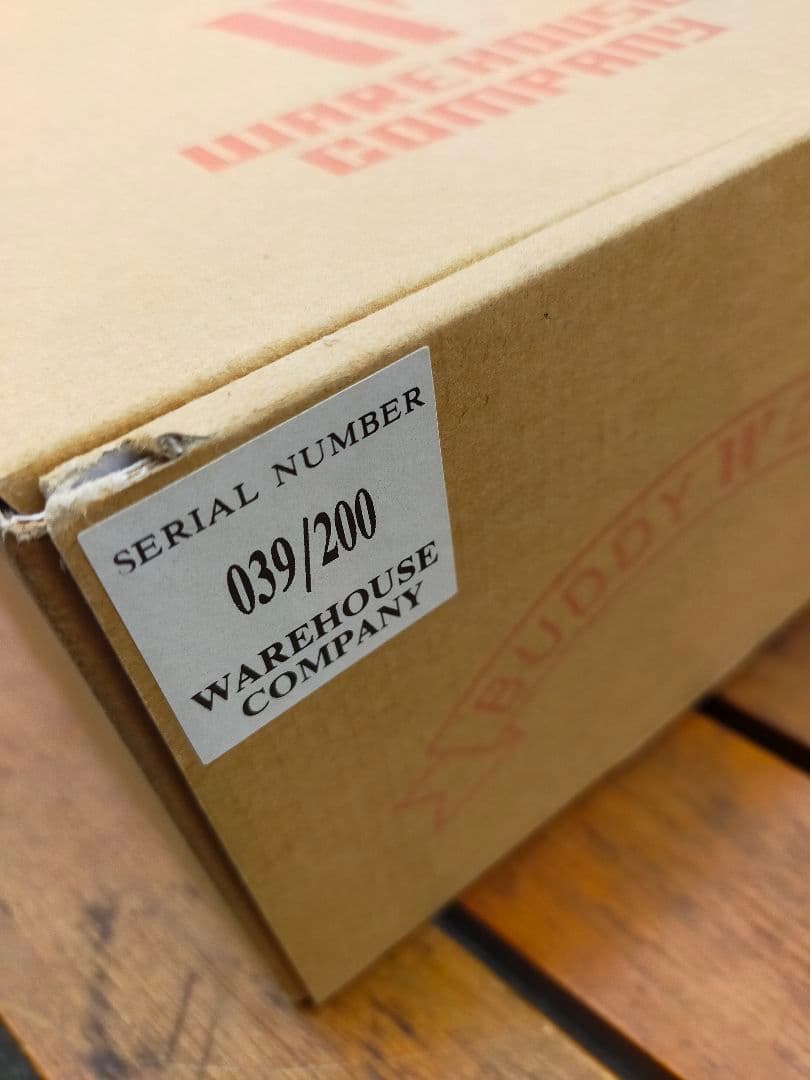 WAREHOUSE
COMPANY
SERIAL NUMBER
039/200
WAREHOUSE
COMPANY
BUDDY